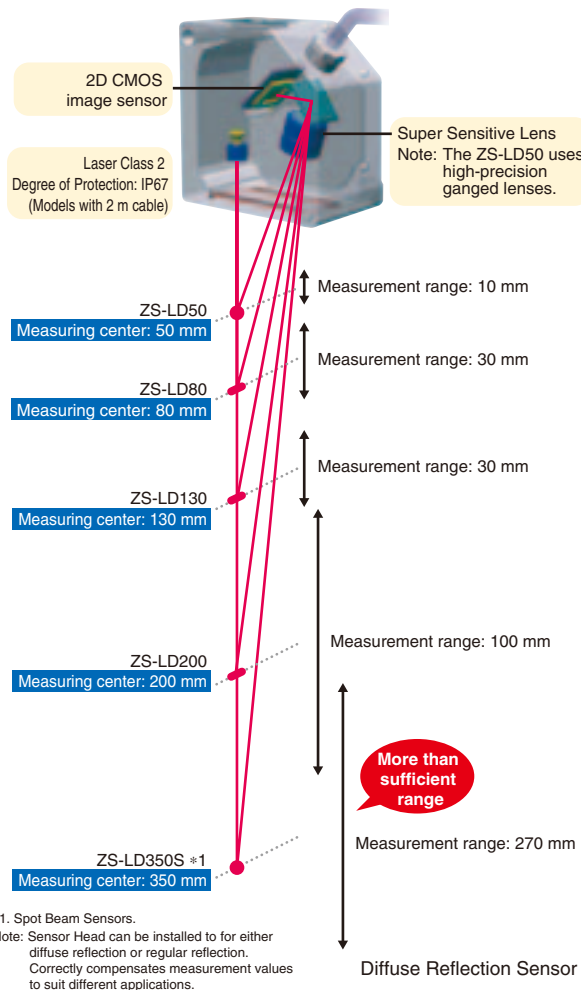 2D CMOS
image sensor
Super Sensitive Lens
Note: The ZS-LD50 uses
high-precision
ganged lenses.
Laser Class 2
Degree of Protection: IP67
(Models with 2 m cable)
Measurement range: 10 mm
ZS-LD50
Measuring center: 50 mm
Measurement range: 30 mm
ZS-LD80
Measuring center: 80 mm
Measurement range: 30 mm
ZS-LD130
Measuring center: 130 mm
Measurement range: 100 mm
ZS-LD200
Measuring center: 200 mm
More than
sufficient
range
Measurement range: 270 mm
ZS-LD350S *1
Measuring center: 350 mm
1. Spot Beam Sensors.
ote: Sensor Head can be installed to for either
diffuse reflection or regular reflection.
Correctly compensates measurement values
to suit different applications.
Diffuse Reflection Sensor